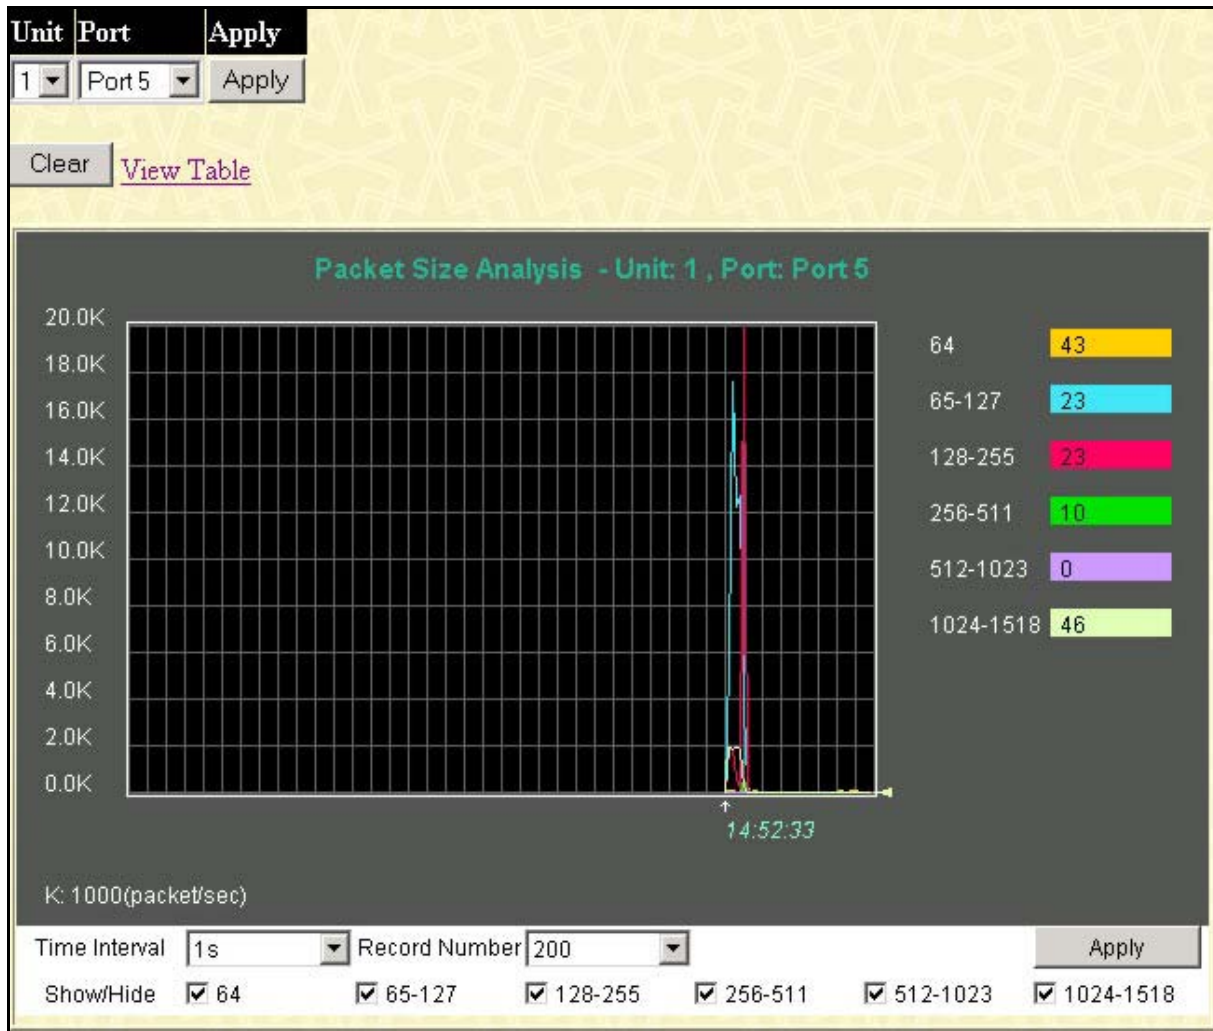 Unit Port Apply
1 Port 5 Apply
Clear View Table
Packet Size Analysis - Unit: 1 , Port: Port 5
20.0K
18.0K
16.0K
14.0K
12.0K
10.0K
8.0K
6.0K
4.0K
2.0K
0.0K
14:52:33
64 43
65-127 23
128-255 23
256-511 10
512-1023 0
1024-1518 46
K: 1000(packet/sec)
Time Interval 1s Record Number 200 Apply
Show/Hide 64 65-127 128-255 256-511 512-1023 1024-1518